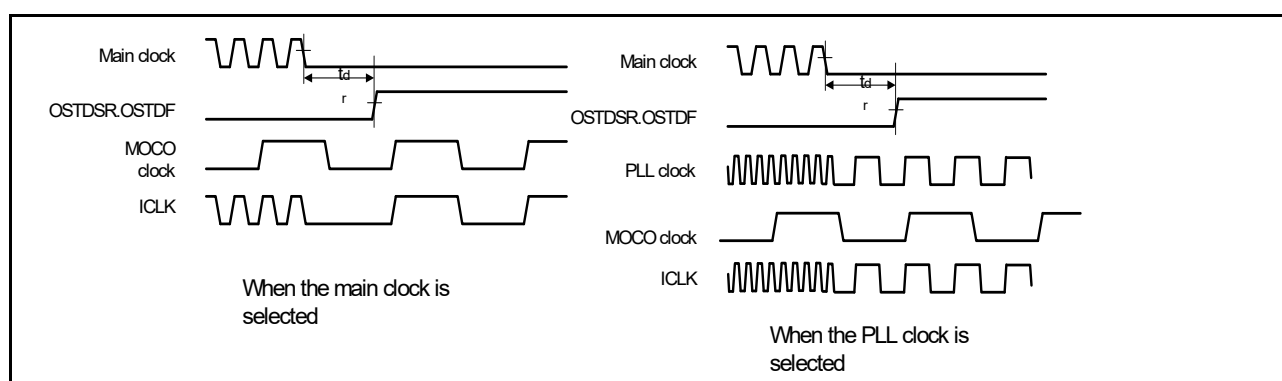 Main clock
td
r
OSTDSR.OSTDF
MOCO
clock
ICLK
When the main clock is
selected
Main clock
td
r
OSTDSR.OSTDF
PLL clock
MOCO clock
ICLK
When the PLL clock is
selected